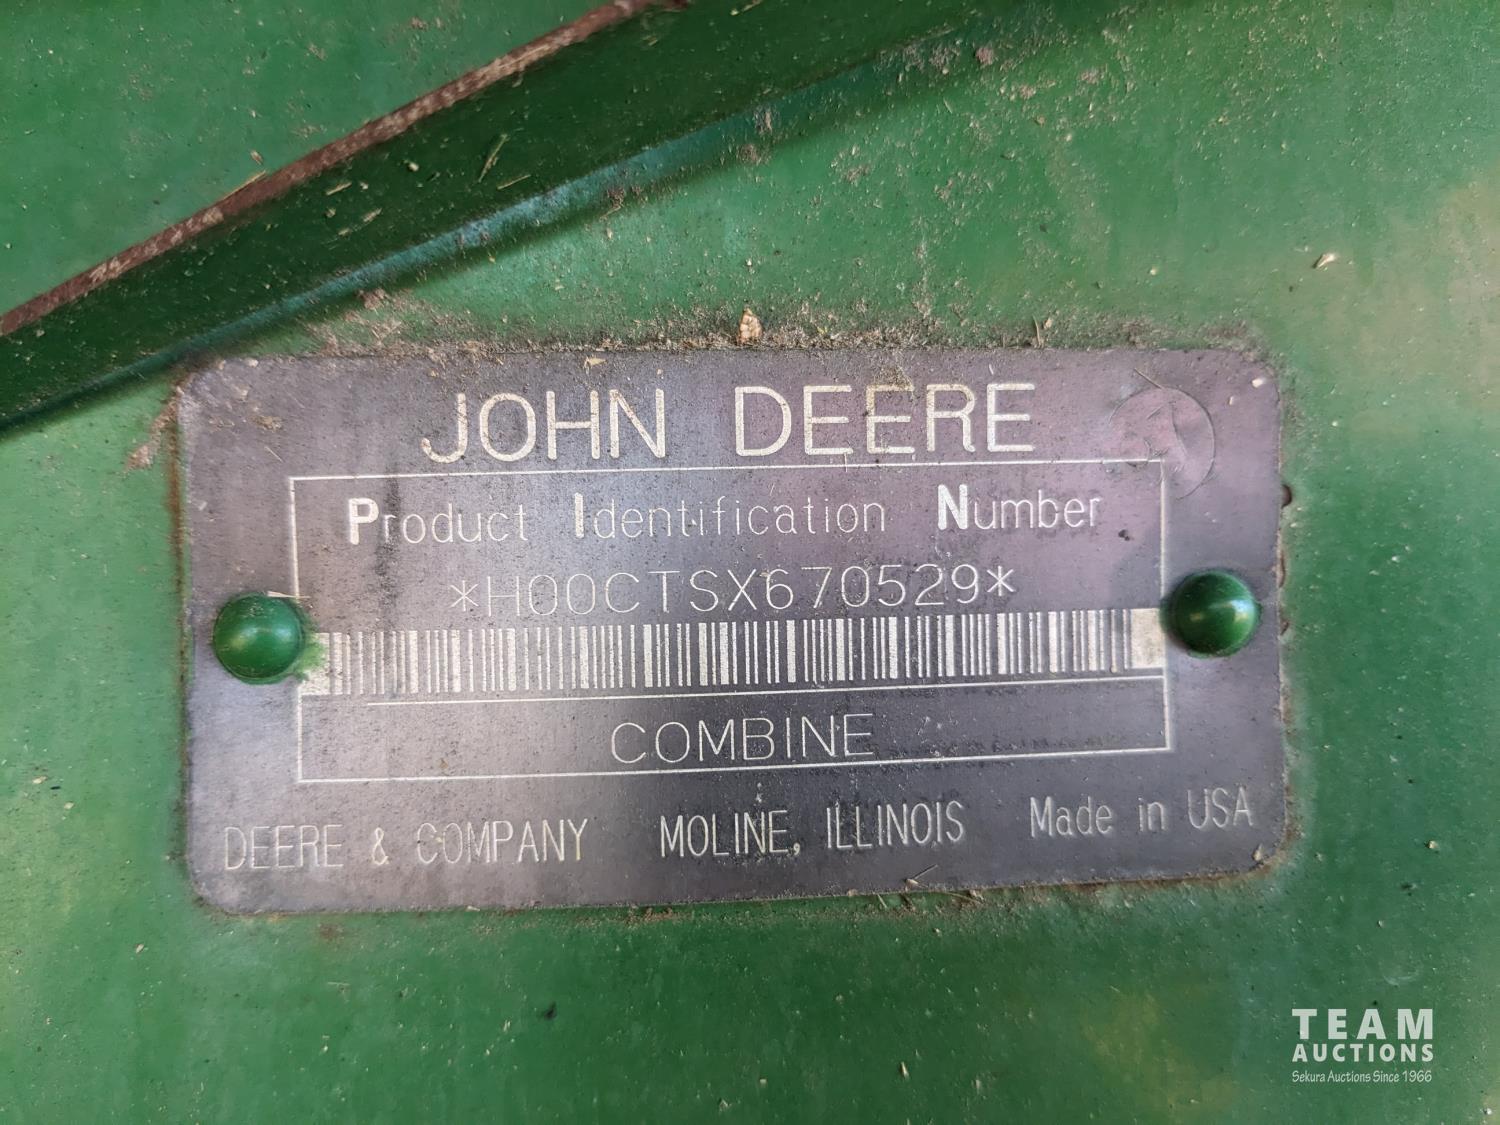 JOHN DEERE
Product Identification Number
*H00CTSX670529*
COMBINE
DEERE & COMPANY MOLINE, ILLINOIS Made in USA
TEAM
AUCTIONS
Sekura Auctions Since 1966